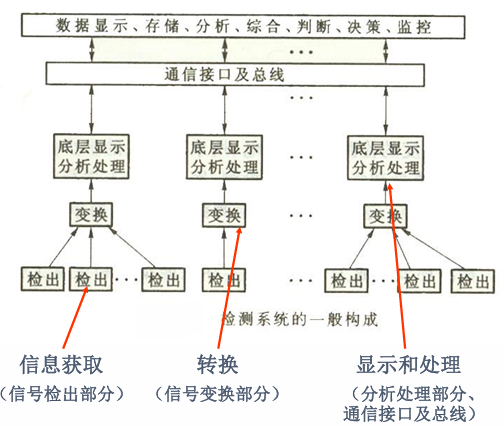 数据显示、存储、分析、综合、判断、决策、监控
...
通信接口及总线
...
底层显示
分析处理
底层显示
分析处理
...
底层显示
分析处理
变换
变换
...
变换
检出
检出
...
检出
检出
...
检出
检出
检出
检测系统的一般构成
信息获取
(信号检出部分)
转换
(信号变换部分)
显示和处理
(分析处理部分、
通信接口及总线)